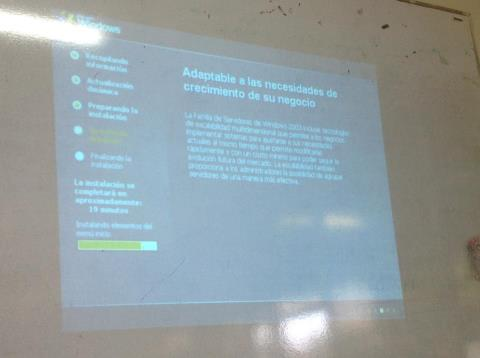 Windows
Recopilando
información
Actualización
dinámica
Preparando la
instalación
Finalizando la
instalación
La instalación se
completará en
aproximadamente:
19 minutos
Instalando elementos del
menú inicio
Adaptable a las necesidades de
crecimiento de su negocio
La Familia de Servidores de Windows 2003 incluye tecnologías
de escalabilidad multidimensional que permite a los negocios
implementar sistemas para ajustarse a sus necesidades
actuales al mismo tiempo que permite modificarse
rápidamente y con un costo mínimo para poder seguir la
evolución futura del mercado. La escalabilidad también
proporciona a los administradores la posibilidad de agrupar
servidores de una manera más efectiva.